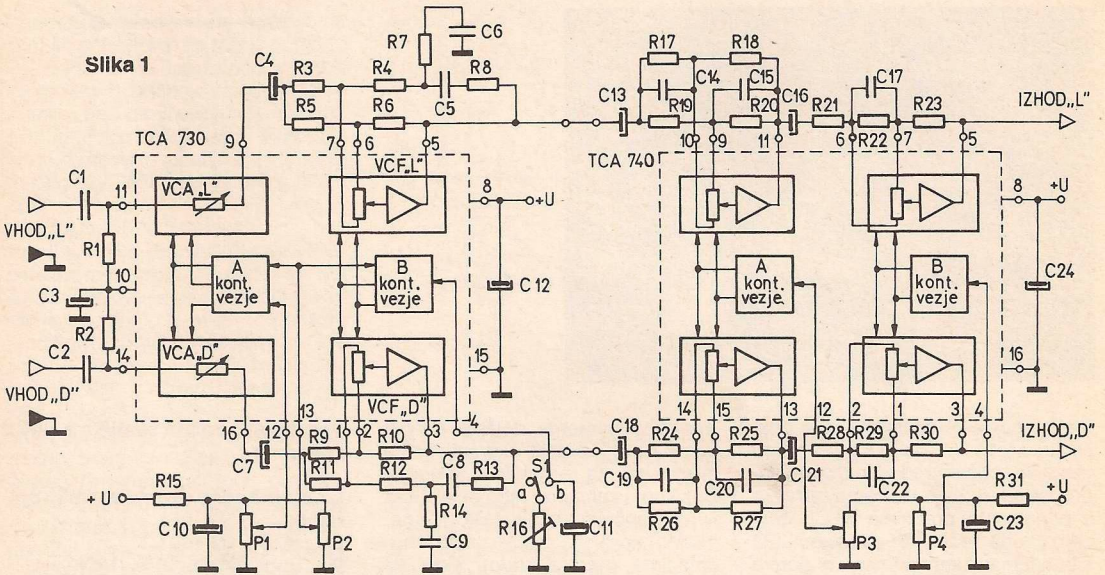 Slika 1
C4
R3
R4
R7
C6
C5
R8
R5
R6
R17
R18
C14
C15
C13
R19
R20
C16
R21
C17
R22
R23
IZHOD„L"
TCA 730
9
7
6
5
TCA 740
10
9
11
6
7
5
C1
11
VCA„L"
VCF„L"
8
+U
8
+U
VHOD„L"
R1
10
C3
R2
A
kont.
vezje
B
kont.
vezje
C12
A
kont.
vezje
B
kont.
vezje
C24
C2
14
VCA„D"
VCF„D"
15
16
VHOD„D"
16
12
13
1
2
3
4
14
15
13
12
2
1
3
4
C7
R9
R10
R11
R12
C8
R13
R14
C9
S1
a
b
R16
C11
C18
R24
R25
C19
C20
R26
R27
C21
R28
R29
R30
C22
IZHOD„D"
+U
R15
C10
P1
P2
P3
P4
C23
R31
+U